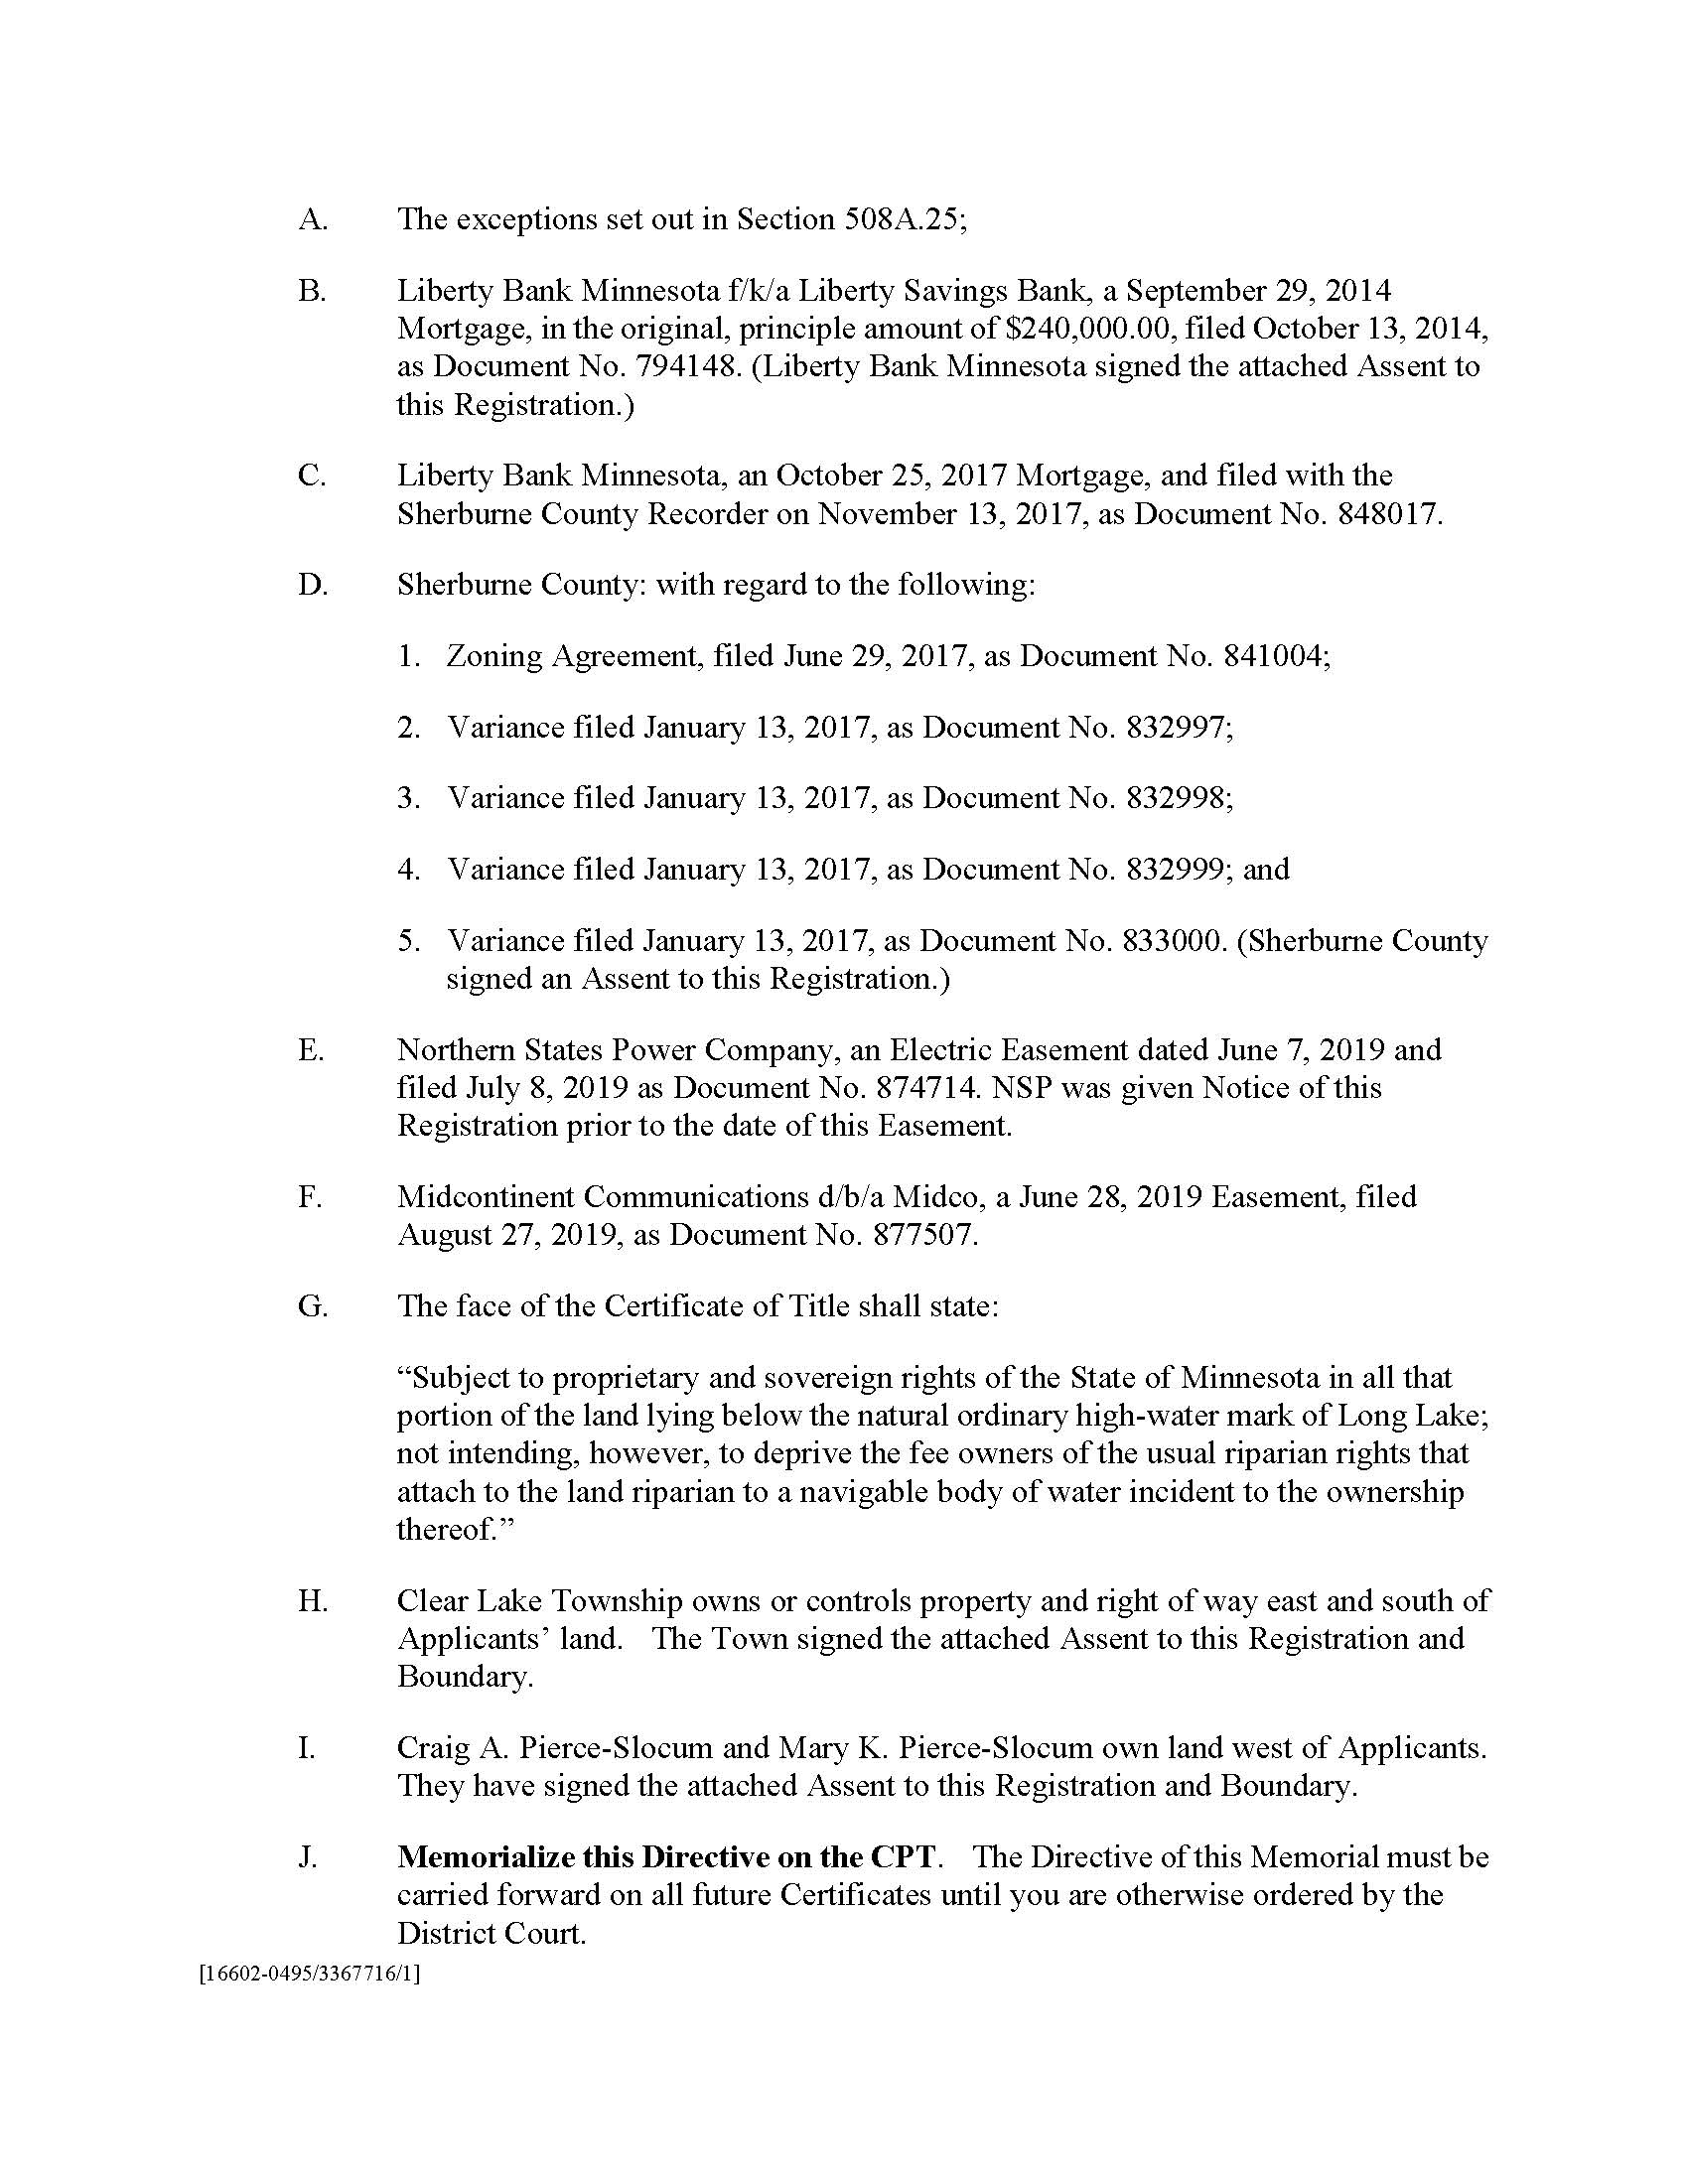 A. The exceptions set out in Section 508A.25;
B. Liberty Bank Minnesota f/k/a Liberty Savings Bank, a September 29, 2014
Mortgage, in the original, principle amount of $240,000.00, filed October 13, 2014,
as Document No. 794148. (Liberty Bank Minnesota signed the attached Assent to
this Registration.)
C. Liberty Bank Minnesota, an October 25, 2017 Mortgage, and filed with the
Sherburne County Recorder on November 13, 2017, as Document No. 848017.
D. Sherburne County: with regard to the following:
1. Zoning Agreement, filed June 29, 2017, as Document No. 841004;
2. Variance filed January 13, 2017, as Document No. 832997;
3. Variance filed January 13, 2017, as Document No. 832998;
4. Variance filed January 13, 2017, as Document No. 832999; and
5. Variance filed January 13, 2017, as Document No. 833000. (Sherburne County
signed an Assent to this Registration.)
E. Northern States Power Company, an Electric Easement dated June 7, 2019 and
filed July 8, 2019 as Document No. 874714. NSP was given Notice of this
Registration prior to the date of this Easement.
F. Midcontinent Communications d/b/a Midco, a June 28, 2019 Easement, filed
August 27, 2019, as Document No. 877507.
G. The face of the Certificate of Title shall state:
“Subject to proprietary and sovereign rights of the State of Minnesota in all that
portion of the land lying below the natural ordinary high-water mark of Long Lake;
not intending, however, to deprive the fee owners of the usual riparian rights that
attach to the land riparian to a navigable body of water incident to the ownership
thereof.”
H. Clear Lake Township owns or controls property and right of way east and south of
Applicants’ land. The Town signed the attached Assent to this Registration and
Boundary.
I. Craig A. Pierce-Slocum and Mary K. Pierce-Slocum own land west of Applicants.
They have signed the attached Assent to this Registration and Boundary.
J. Memorialize this Directive on the CPT. The Directive of this Memorial must be
carried forward on all future Certificates until you are otherwise ordered by the
District Court.
[16602-0495/3367716/1]